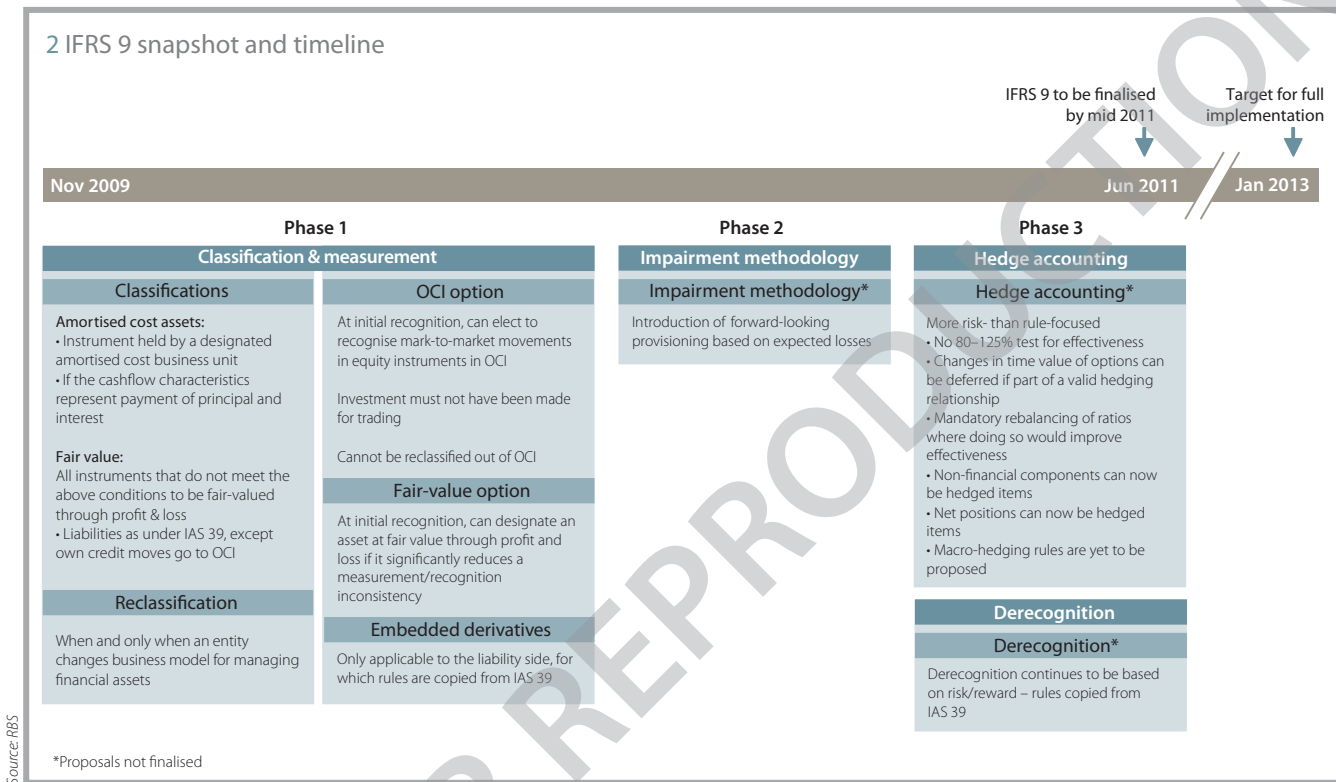 2 IFRS 9 snapshot and timeline
IFRS 9 to be finalised
by mid 2011
Target for full
implementation
Nov 2009
Jun 2011
Jan 2013
Phase 1
Classification & measurement
Classifications
Amortised cost assets:
• Instrument held by a designated
amortised cost business unit
• If the cashflow characteristics
represent payment of principal and
interest
Fair value:
All instruments that do not meet the
above conditions to be fair-valued
through profit & loss
• Liabilities as under IAS 39, except
own credit moves go to OCI
Reclassification
When and only when an entity
changes business model for managing
financial assets
OCI option
At initial recognition, can elect to
recognise mark-to-market movements
in equity instruments in OCI
Investment must not have been made
for trading
Cannot be reclassified out of OCI
Fair-value option
At initial recognition, can designate an
asset at fair value through profit and
loss if it significantly reduces a
measurement/recognition
inconsistency
Embedded derivatives
Only applicable to the liability side, for
which rules are copied from IAS 39
Phase 2
Impairment methodology
Impairment methodology*
Introduction of forward-looking
provisioning based on expected losses
Phase 3
Hedge accounting
Hedge accounting*
More risk- than rule-focused
• No 80–125% test for effectiveness
• Changes in time value of options can
be deferred if part of a valid hedging
relationship
• Mandatory rebalancing of ratios
where doing so would improve
effectiveness
• Non-financial components can now
be hedged items
• Net positions can now be hedged
items
• Macro-hedging rules are yet to be
proposed
Derecognition
Derecognition*
Derecognition continues to be based
on risk/reward – rules copied from
IAS 39
*Proposals not finalised
Source: RBS
REPRODUCTION